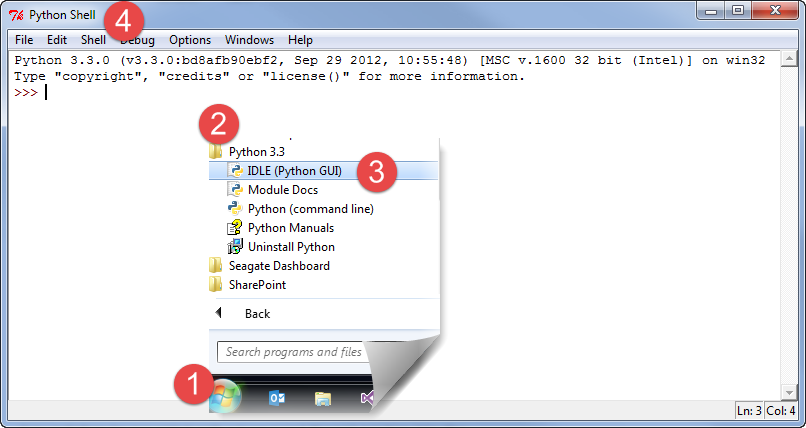 Python Shell
4
File Edit Shell Debug Options Windows Help
Python 3.3.0 (v3.3.0:bd8afb90ebf2, Sep 29 2012, 10:55:48) [MSC v.1600 32 bit (Intel)] on win32
Type "copyright", "credits" or "license()" for more information.
>>>
2
Python 3.3
IDLE (Python GUI)
3
Module Docs
Python (command line)
Python Manuals
Uninstall Python
Seagate Dashboard
SharePoint
Back
Search programs and files
1
Ln: 3 Col: 4